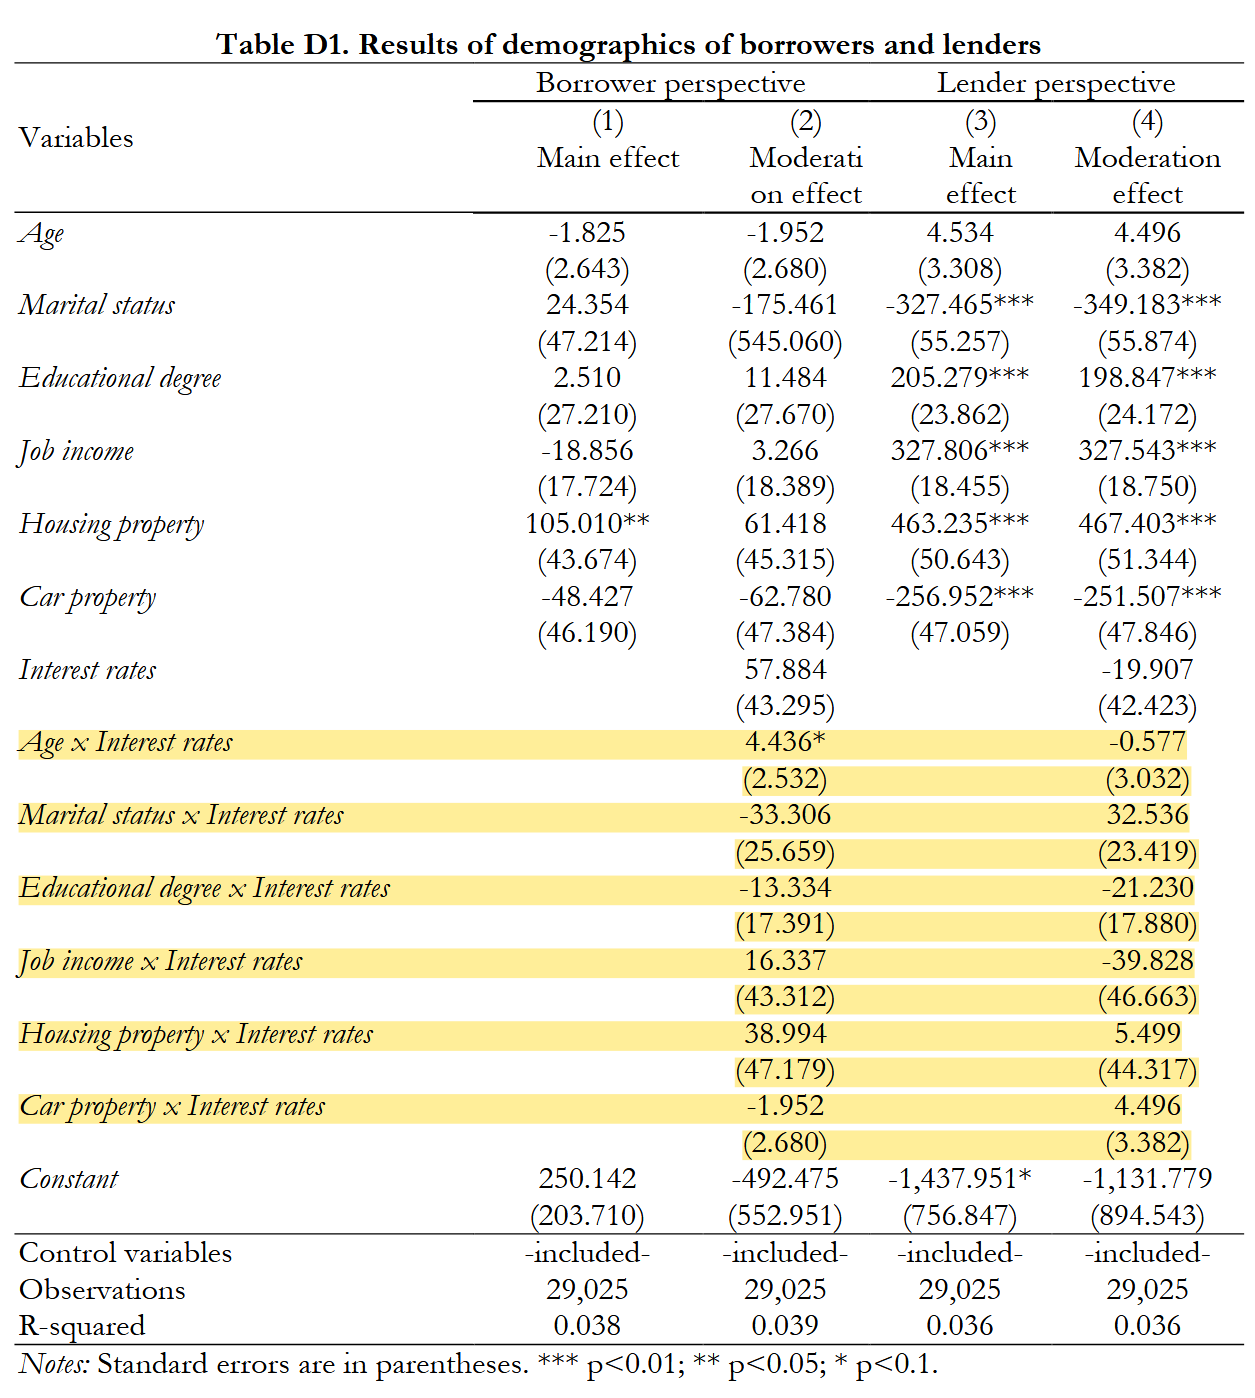 Table D1. Results of demographics of borrowers and lenders
Borrower perspective Lender perspective
Variables (1) (2) (3) (4)
Main effect Moderati Main Moderation
on effect effect effect
Age -1.825 -1.952 4.534 4.496
(2.643) (2.680) (3.308) (3.382)
Marital status 24.354 -175.461 -327.465*** -349.183***
(47.214) (545.060) (55.257) (55.874)
Educational degree 2.510 11.484 205.279*** 198.847***
(27.210) (27.670) (23.862) (24.172)
Job income -18.856 3.266 327.806*** 327.543***
(17.724) (18.389) (18.455) (18.750)
Housing property 105.010** 61.418 463.235*** 467.403***
(43.674) (45.315) (50.643) (51.344)
Car property -48.427 -62.780 -256.952*** -251.507***
(46.190) (47.384) (47.059) (47.846)
Interest rates 57.884 -19.907
(43.295) (42.423)
Age x Interest rates 4.436* -0.577
(2.532) (3.032)
Marital status x Interest rates -33.306 32.536
(25.659) (23.419)
Educational degree x Interest rates -13.334 -21.230
(17.391) (17.880)
Job income x Interest rates 16.337 -39.828
(43.312) (46.663)
Housing property x Interest rates 38.994 5.499
(47.179) (44.317)
Car property x Interest rates -1.952 4.496
(2.680) (3.382)
Constant 250.142 -492.475 -1,437.951* -1,131.779
(203.710) (552.951) (756.847) (894.543)
Control variables -included- -included- -included- -included-
Observations 29,025 29,025 29,025 29,025
R-squared 0.038 0.039 0.036 0.036
Notes: Standard errors are in parentheses. *** p<0.01; ** p<0.05; * p<0.1.